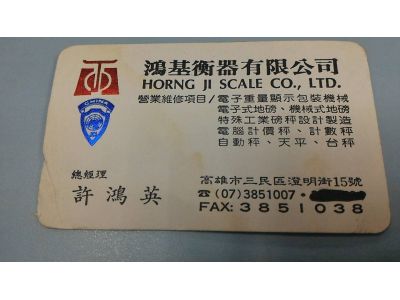 鴻基衡器有限公司
HORNG JI SCALE CO., LTD.
CHINA
營業維修項目/電子重量顯示包裝機械
電子式地磅、機械式地磅
特殊工業磅秤設計製造
電腦計價秤、計數秤
自動秤、天平、台秤
總經理
許鴻英
高雄市三民區澄明街15號
☎(07)3851007・
FAX:3851038